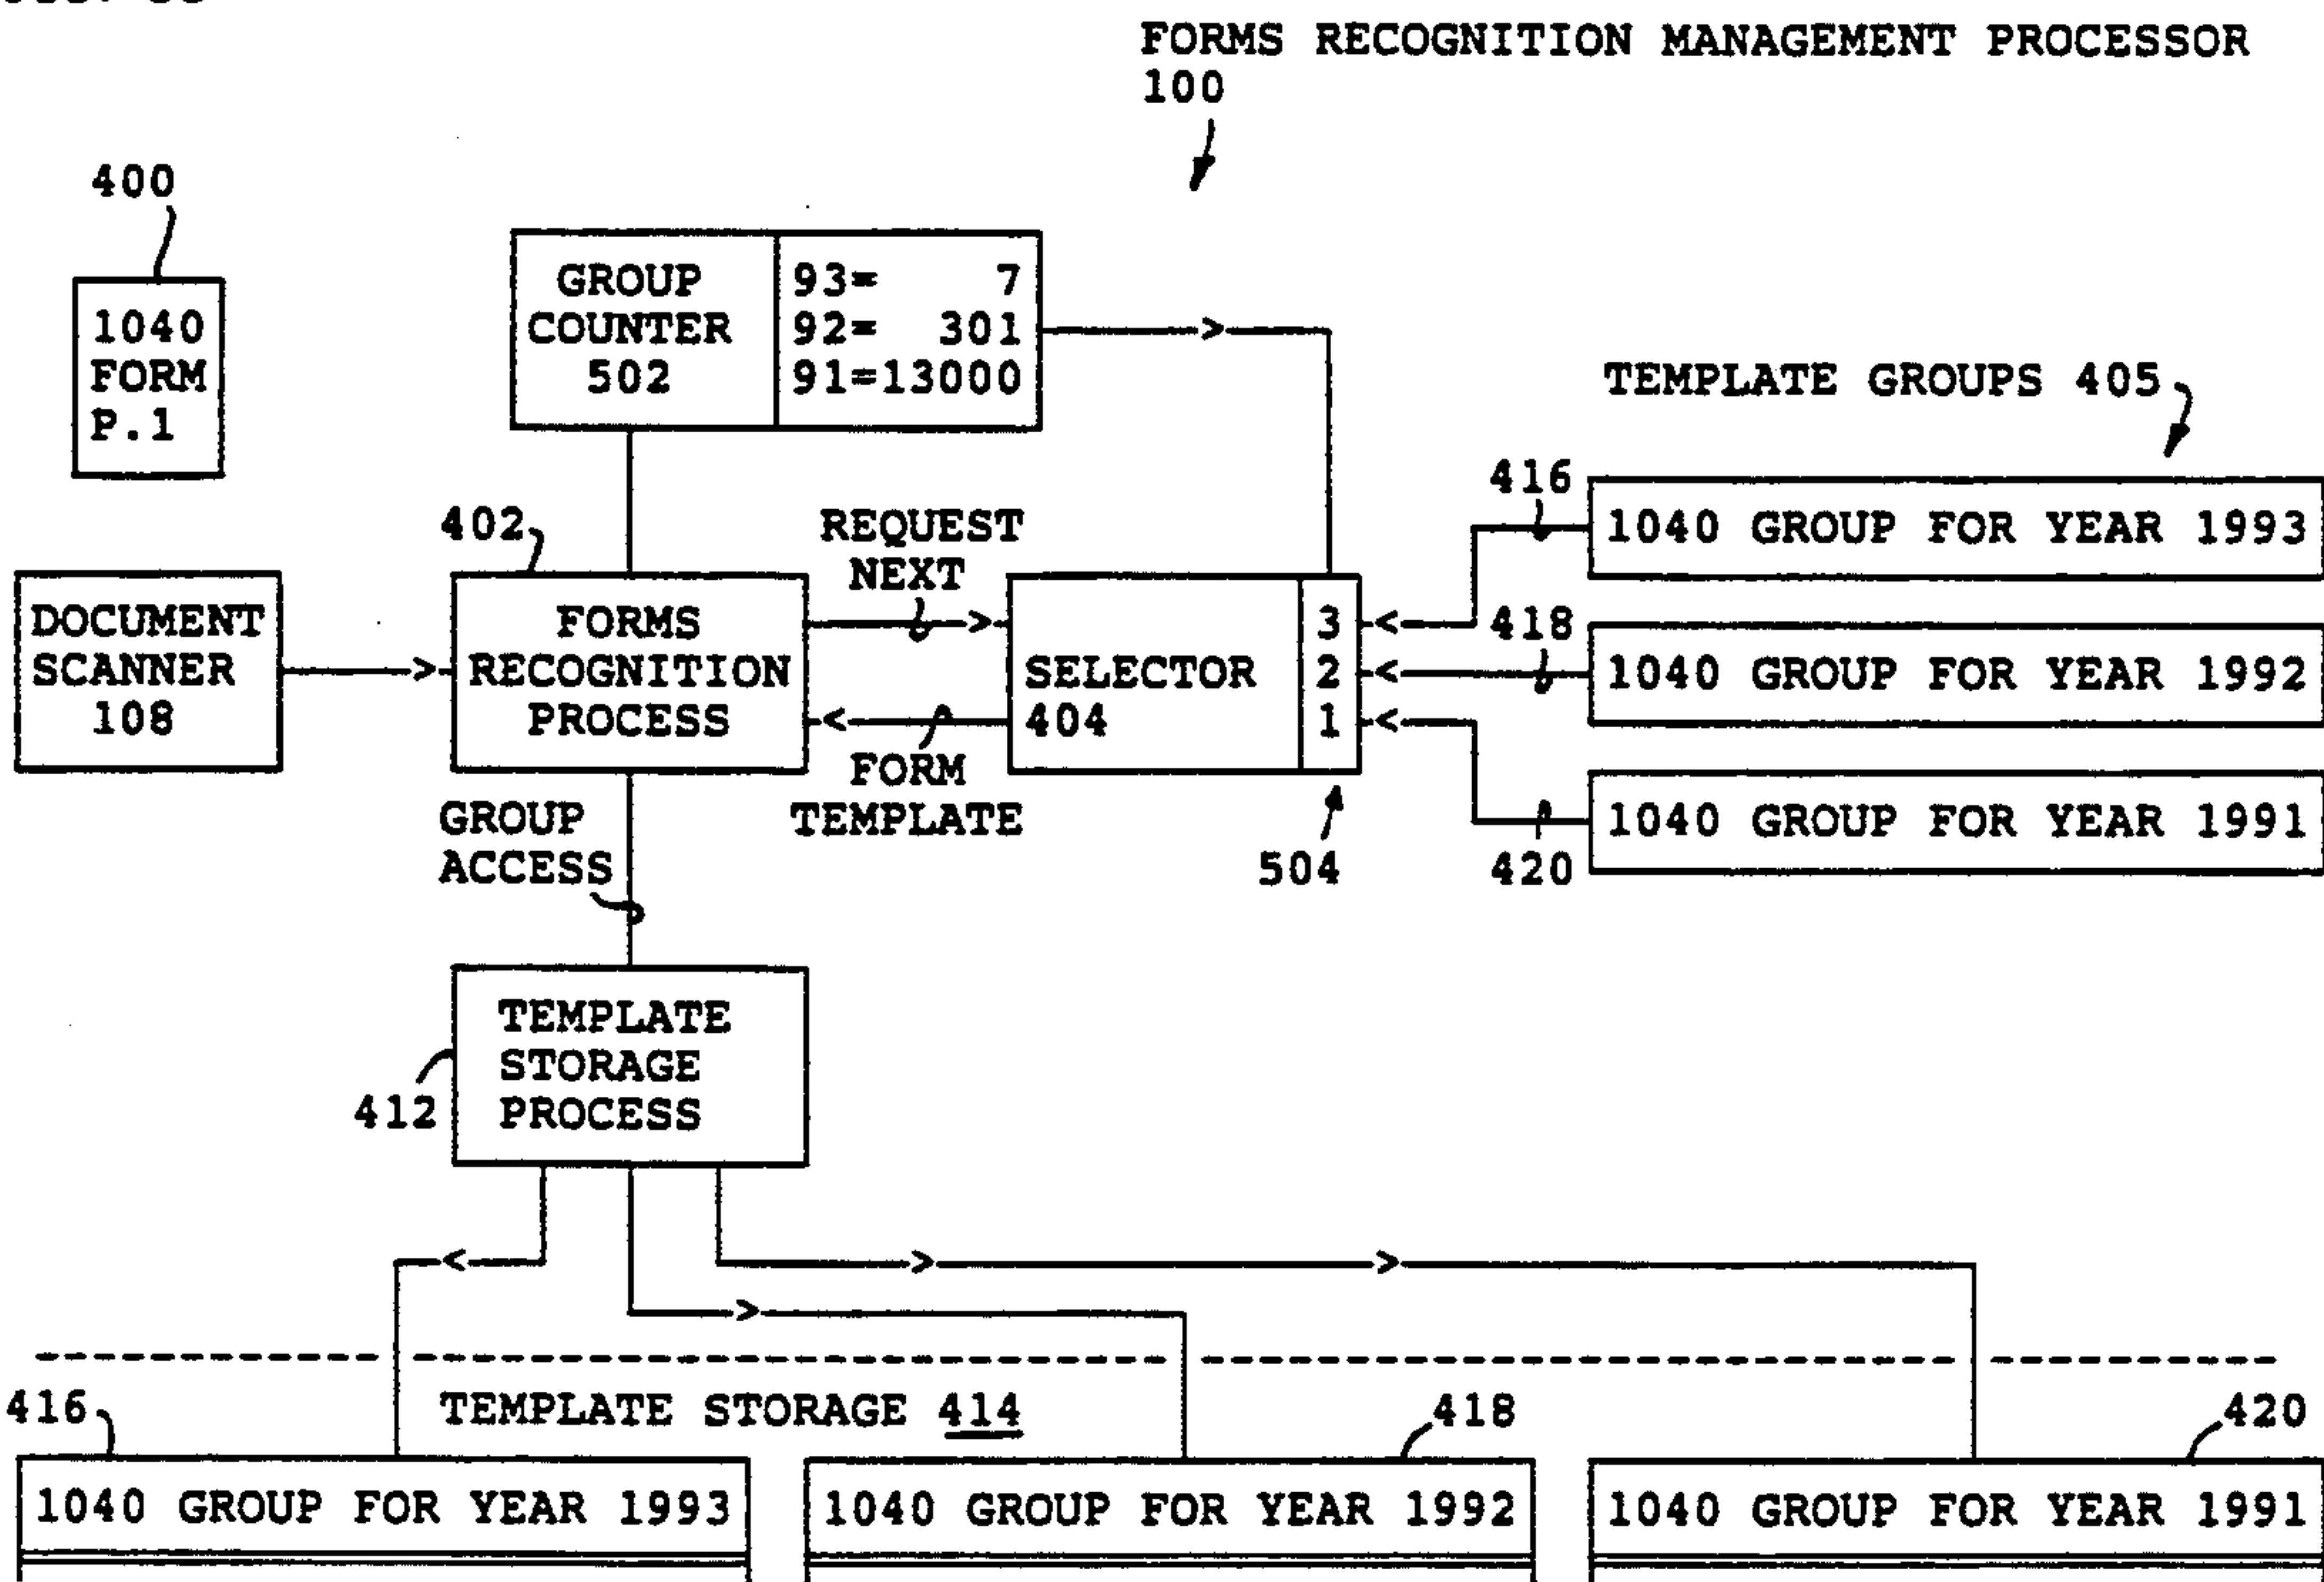 FORMS RECOGNITION MANAGEMENT PROCESSOR
100
400
1040
FORM
P.1
GROUP
COUNTER
502
93= 7
92= 301
91=13000
TEMPLATE GROUPS 405
416
1040 GROUP FOR YEAR 1993
418
1040 GROUP FOR YEAR 1992
420
1040 GROUP FOR YEAR 1991
402
REQUEST
NEXT
DOCUMENT
SCANNER
108
FORMS
RECOGNITION
PROCESS
SELECTOR
404
3
2
1
504
FORM
TEMPLATE
GROUP
ACCESS
TEMPLATE
STORAGE
PROCESS
412
TEMPLATE STORAGE 414
416
418
420
1040 GROUP FOR YEAR 1993
1040 GROUP FOR YEAR 1992
1040 GROUP FOR YEAR 1991